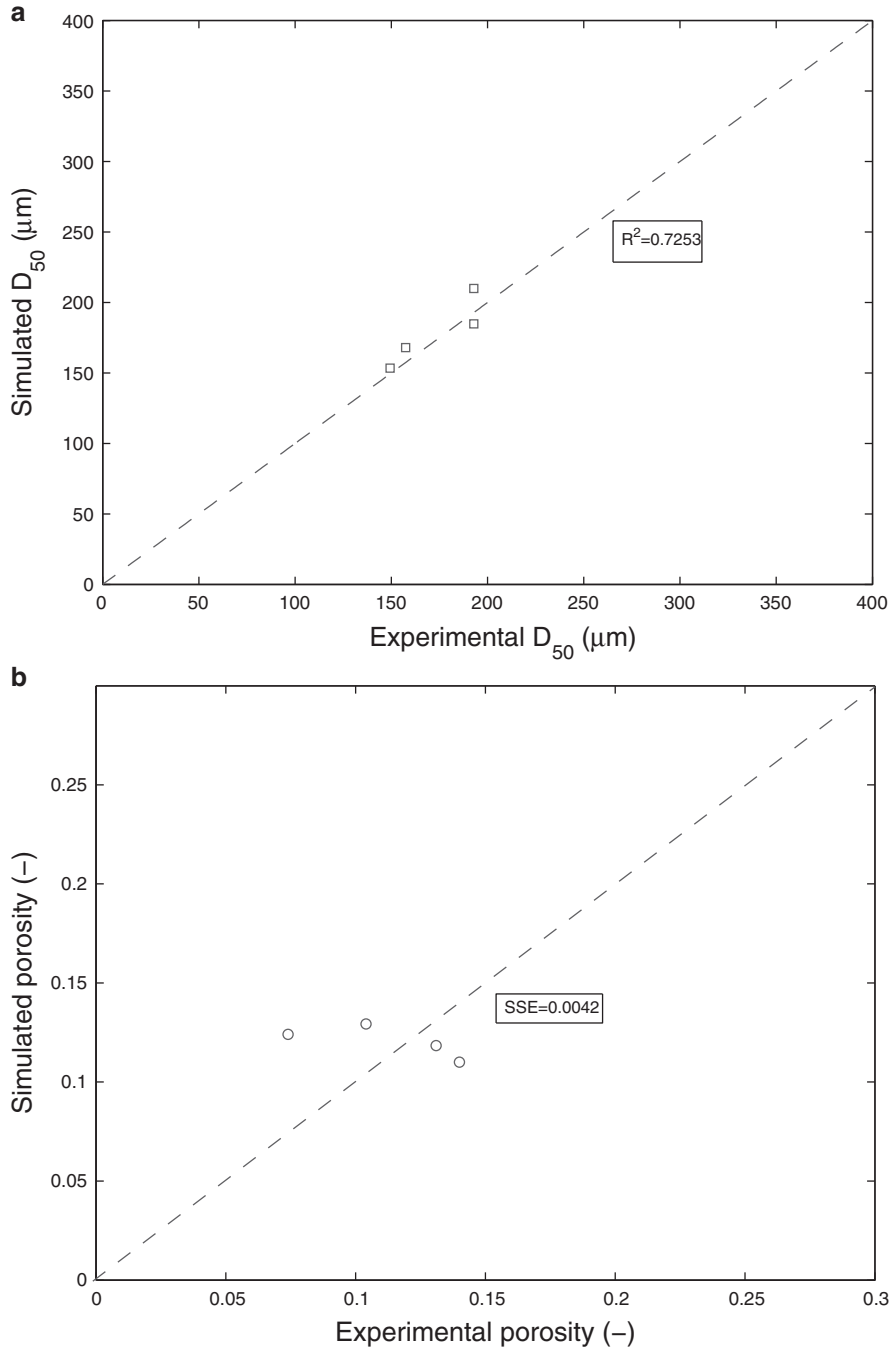 a
400
350
300
250
200
150
100
50
0
Simulated D50 (μm)
R2=0.7253
0 50 100 150 200 250 300 350 400
Experimental D50 (μm)
b
0.25
0.2
0.15
0.1
0.05
0
Simulated porosity (−)
SSE=0.0042
0 0.05 0.1 0.15 0.2 0.25 0.3
Experimental porosity (−)